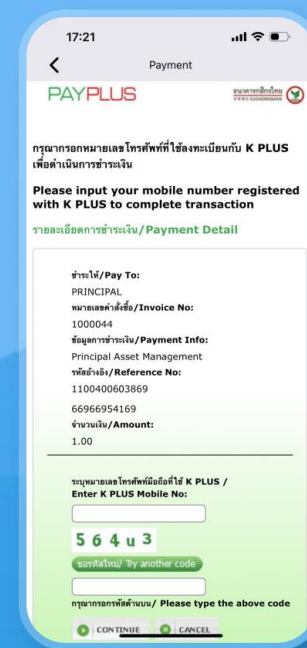 17:21
Payment
PAYPLUS
ธนาคารกสิกรไทย
กรุณากรอกหมายเลขโทรศัพท์ที่ใช้ลงทะเบียนกับ K PLUS
เพื่อดำเนินการชำระเงิน
Please input your mobile number registered
with K PLUS to complete transaction
รายละเอียดการชำระเงิน/Payment Detail
ชำระให้/Pay To:
PRINCIPAL
หมายเลขคำสั่งซื้อ/Invoice No:
1000044
ข้อมูลการชำระเงิน/Payment Info:
Principal Asset Management
รหัสอ้างอิง/Reference No:
1100400603869
66966954169
จำนวนเงิน/Amount:
1.00
ระบุหมายเลขโทรศัพท์มือถือที่ใช้ K PLUS /
Enter K PLUS Mobile No:
5 6 4 u 3
ขอรหัสใหม่/ Try another code
กรุณากรอกรหัสด้านบน/ Please type the above code
CONTINUE
CANCEL